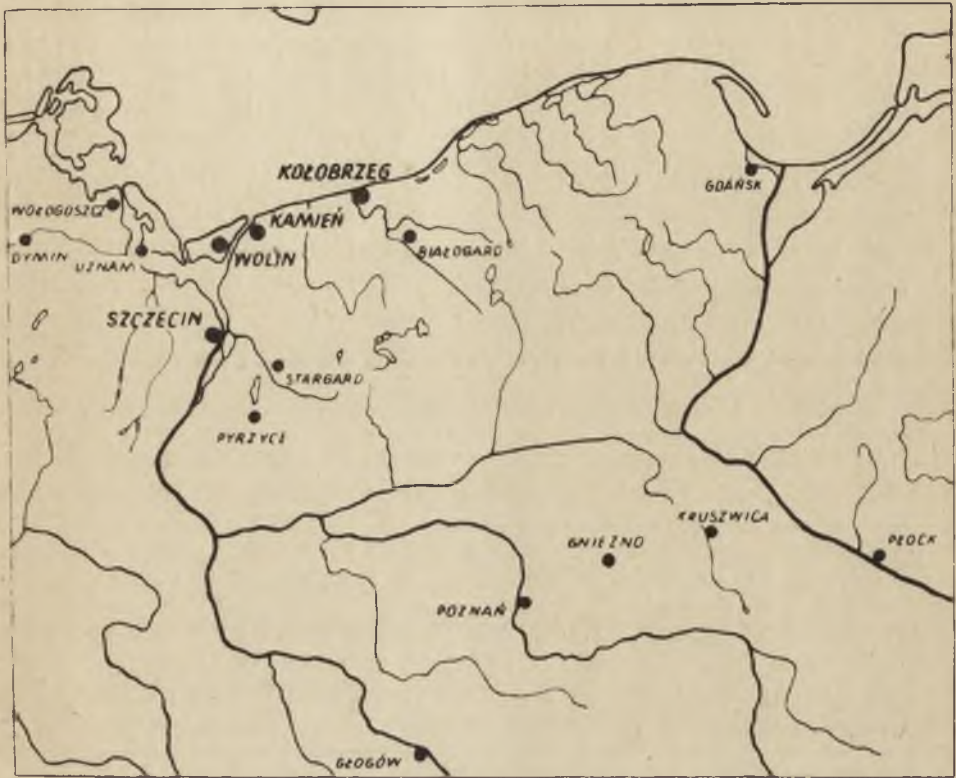 KOŁOBRZEG
GDAŃSK
WOŁOGOSZCZ
KAMIEŃ
DYMIN
UZNAM
WOLIN
BIAŁOGARD
SZCZECIN
STARGARD
PYRZYCE
KRUSZWICA
GNIEZNO
PŁOCK
POZNAŃ
GŁOGÓW